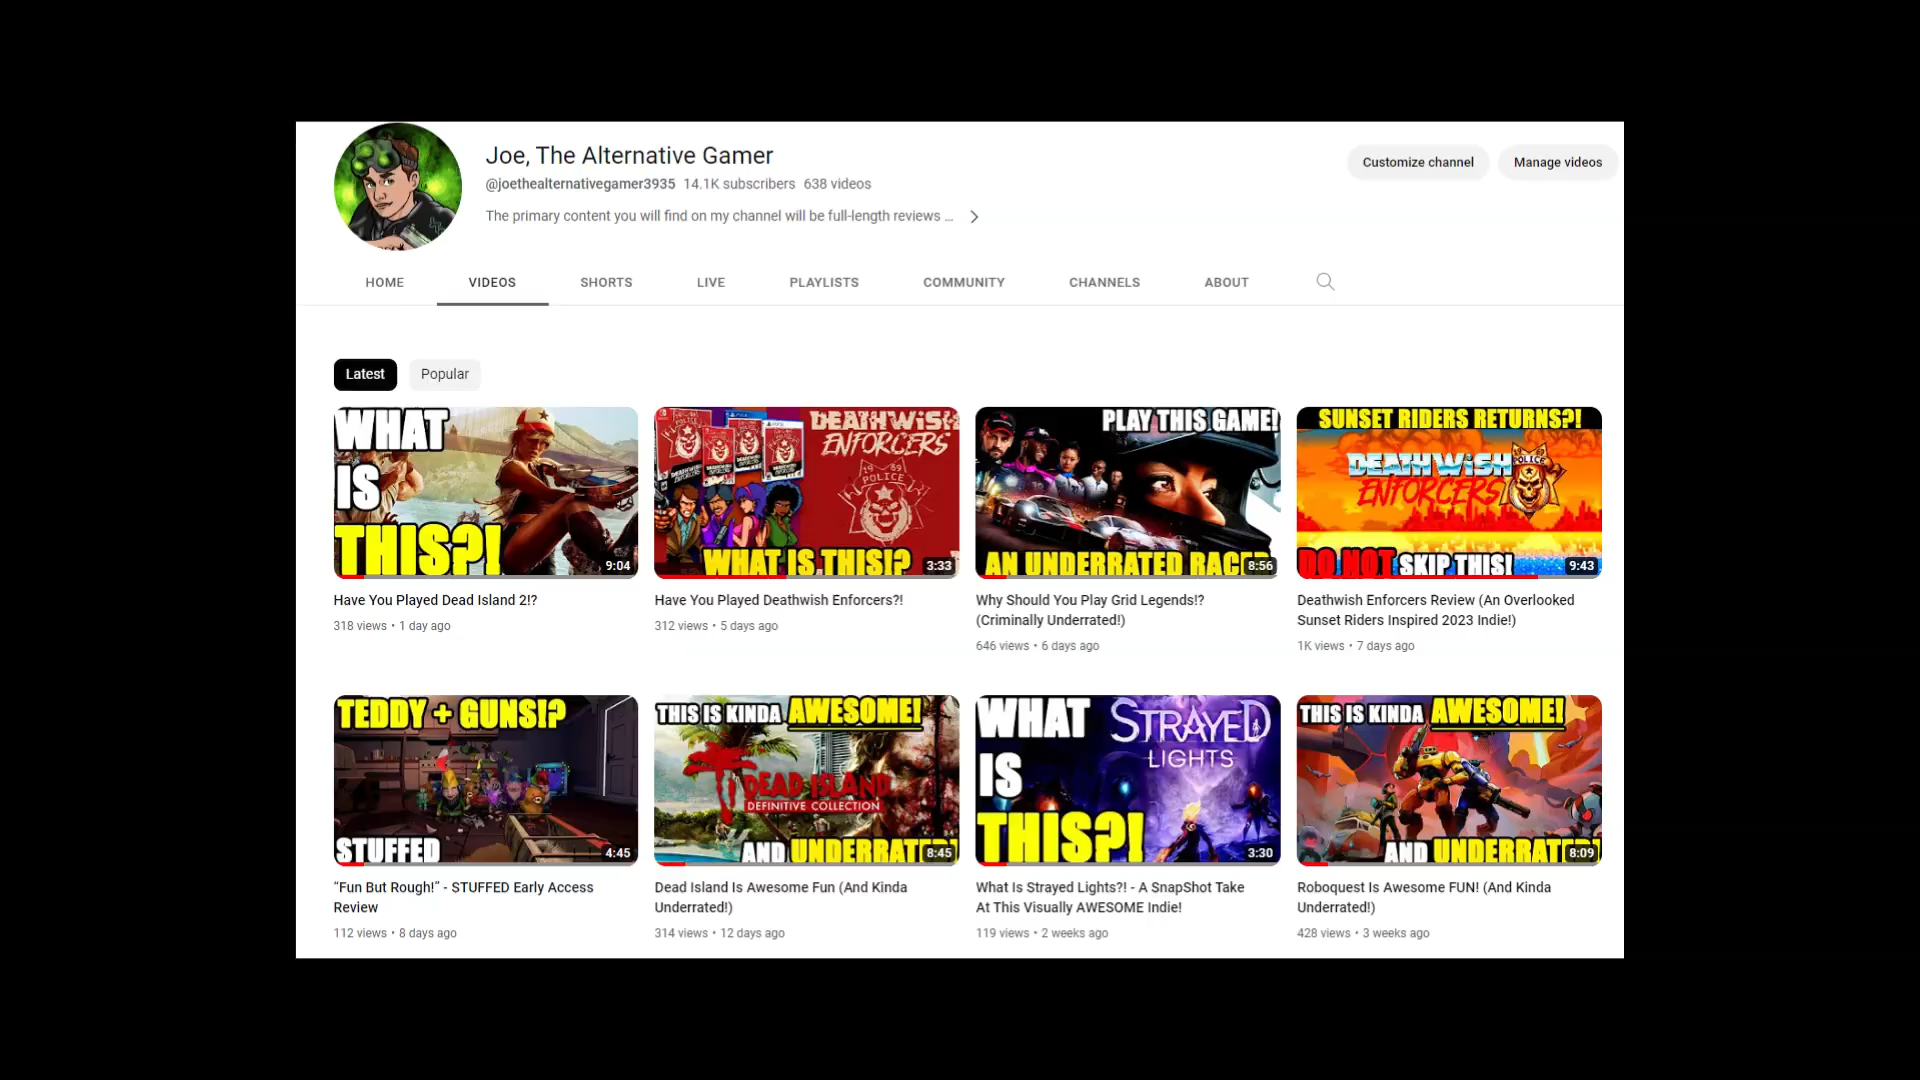 Joe, The Alternative Gamer
@joethealternativegamer3935 14.1K subscribers 638 videos
The primary content you will find on my channel will be full-length reviews ...
Customize channel
Manage videos
HOME
VIDEOS
SHORTS
LIVE
PLAYLISTS
COMMUNITY
CHANNELS
ABOUT
Latest
Popular
WHAT
IS
THIS?!
9:04
Have You Played Dead Island 2!?
318 views • 1 day ago
DEATHWISH
ENFORCERS
1969
POLICE
WHAT IS THIS!?
3:33
Have You Played Deathwish Enforcers?!
312 views • 5 days ago
PLAY THIS GAME!
AN UNDERRATED RACER
8:56
Why Should You Play Grid Legends!?
(Criminally Underrated!)
646 views • 6 days ago
SUNSET RIDERS RETURNS?!
DEATHWISH
ENFORCERS
POLICE
DO NOT SKIP THIS!
9:43
Deathwish Enforcers Review (An Overlooked
Sunset Riders Inspired 2023 Indie!)
1K views • 7 days ago
TEDDY + GUNS!?
STUFFED
4:45
“Fun But Rough!” - STUFFED Early Access
Review
112 views • 8 days ago
THIS IS KINDA AWESOME!
DEAD ISLAND
DEFINITIVE COLLECTION
AND UNDERRATED!
8:45
Dead Island Is Awesome Fun (And Kinda
Underrated!)
314 views • 12 days ago
WHAT
IS
THIS?!
STRAYED
LIGHTS
3:30
What Is Strayed Lights?! - A SnapShot Take
At This Visually AWESOME Indie!
119 views • 2 weeks ago
THIS IS KINDA AWESOME!
AND UNDERRATED!
8:09
Roboquest Is Awesome FUN! (And Kinda
Underrated!)
428 views • 3 weeks ago